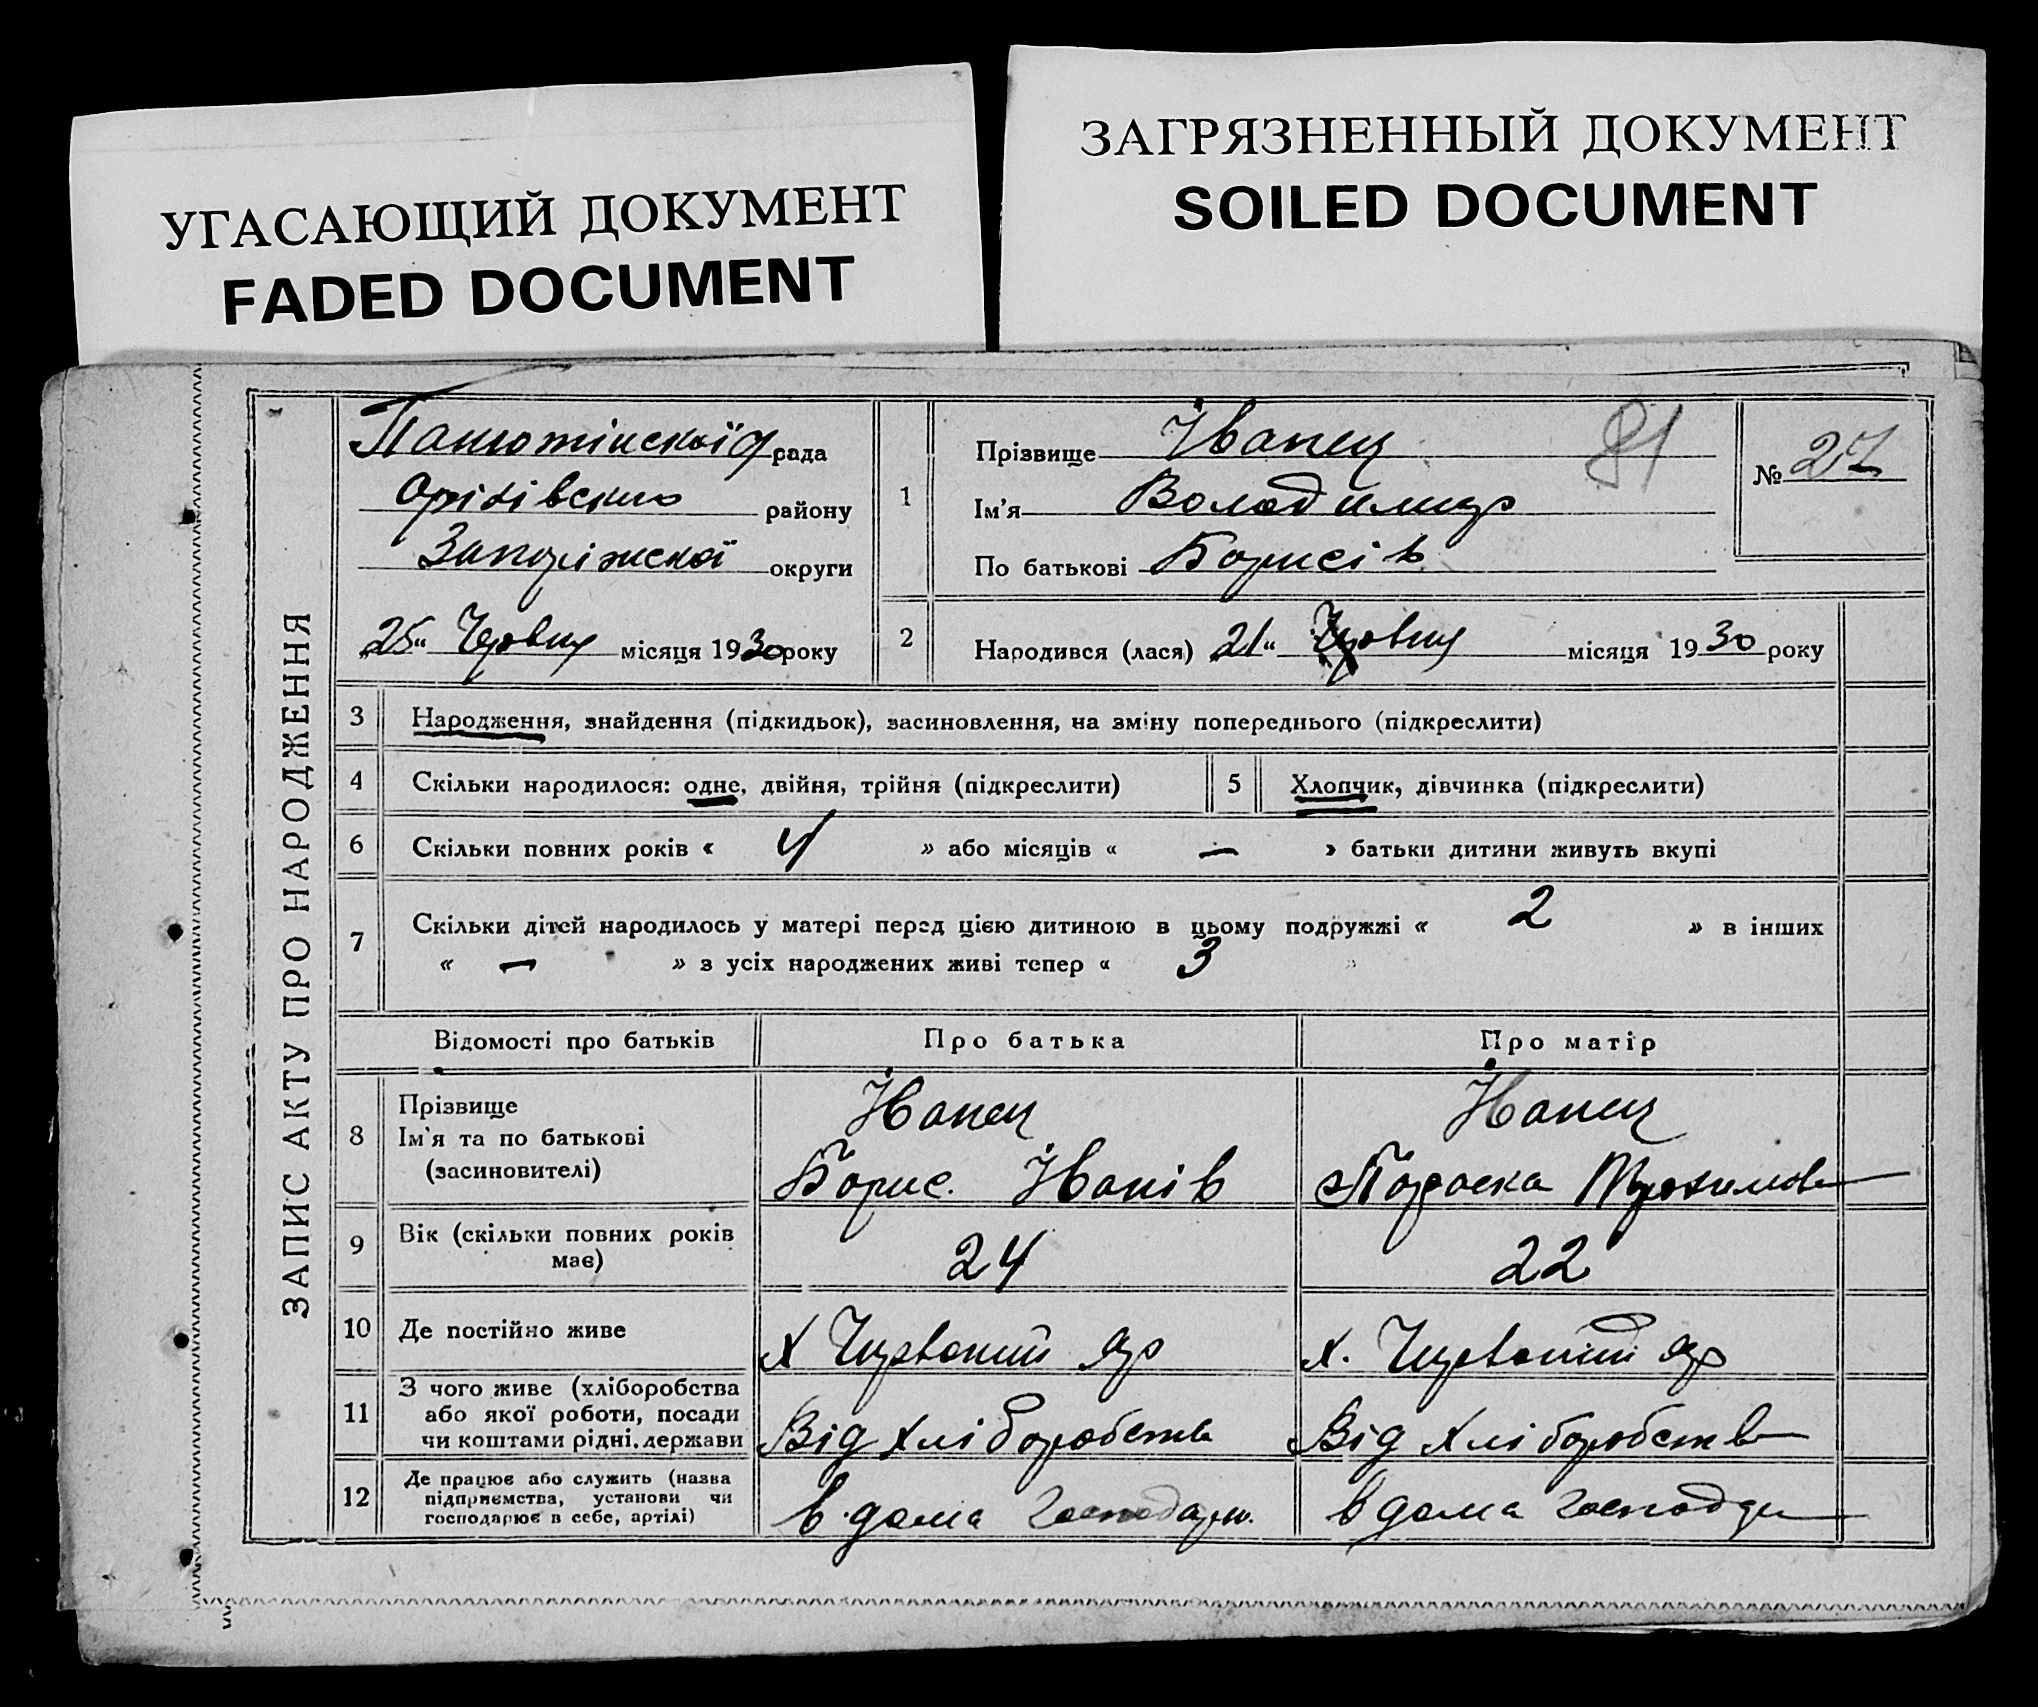 УГАСАЮЩИЙ ДОКУМЕНТ
FADED DOCUMENT
ЗАГРЯЗНЕННЫЙ ДОКУМЕНТ
SOILED DOCUMENT
ЗАПИС АКТУ ПРО НАРОДЖЕННЯ
Панютінської рада
Оріхівського району
Запоріжської округи
25 " Червня місяця 1930 року
1
Прізвище Іванец
Ім'я Володимир
По батькові Борисів
81
№ 27
2
Народився (лася) 21 " Червня місяця 1930 року
3 Народження, знайдення (підкидьок), засиновлення, на зміну попереднього (підкреслити)
4 Скільки народилося: одне, двійня, трійня (підкреслити)
5 Хлопчик, дівчинка (підкреслити)
6 Скільки повних років « 4 » або місяців « — » батьки дитини живуть вкупі
7 Скільки дітей народилось у матері перед цією дитиною в цьому подружжі « 2 » в інших
« — » з усіх народжених живі тепер « 3 »
Відомості про батьків Про батька Про матір
8 Прізвище
Ім'я та по батькові
(засиновителі)
Іванец
Борис. Іванів
Іванец
Параска
9 Вік (скільки повних років
має)
24
22
10 Де постійно живе
Х Червоний Яр
х. Червоний Яр
11 З чого живе (хліборобства
або якої роботи, посади
чи коштами рідні. держави
Від хліборобства
Від хліборобства
12 Де працює або служить (назва
підприємства, установи чи
господарює в себе, артілі)
в дома господарю.
в дома